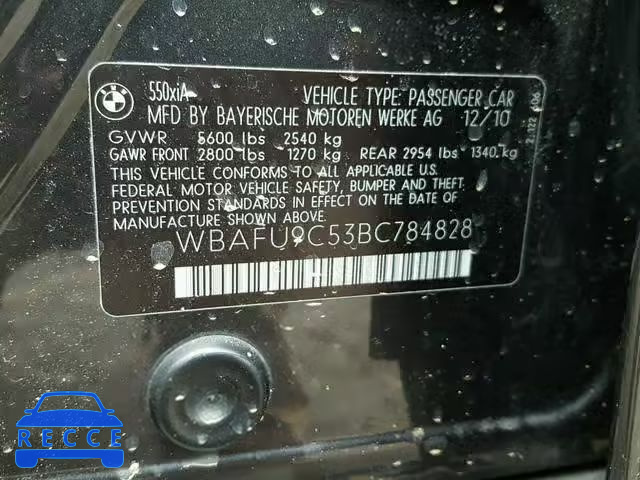 BMW
550xiA
VEHICLE TYPE: PASSENGER CAR
MFD BY BAYERISCHE MOTOREN WERKE AG 12/10
GVWR 5600 lbs 2540 kg
GAWR FRONT 2800 lbs 1270 kg REAR 2954 lbs 1340 kg
THIS VEHICLE CONFORMS TO ALL APPLICABLE U.S.
FEDERAL MOTOR VEHICLE SAFETY, BUMPER AND THEFT
PREVENTION STANDARDS IN EFFECT ON THE DATE OF
MANUFACTURE SHOWN ABOVE.
WBAFU9C53BC784828
RECCE